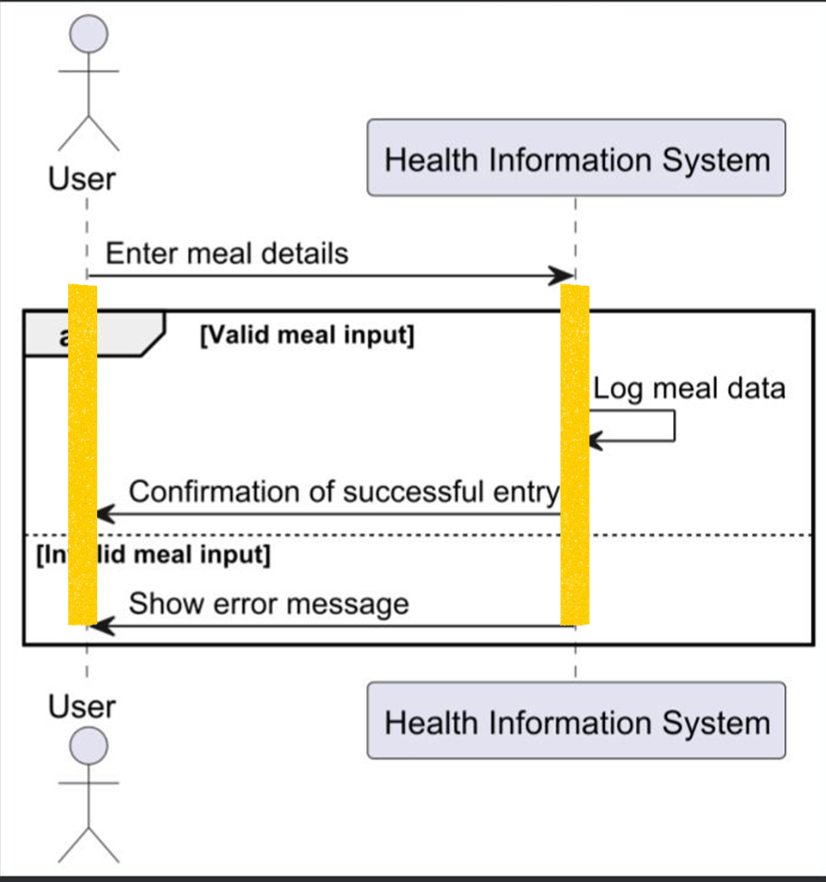 User
Health Information System
Enter meal details
[Valid meal input]
Log meal data
Confirmation of successful entry
meal input]
Show error message
User
Health Information System